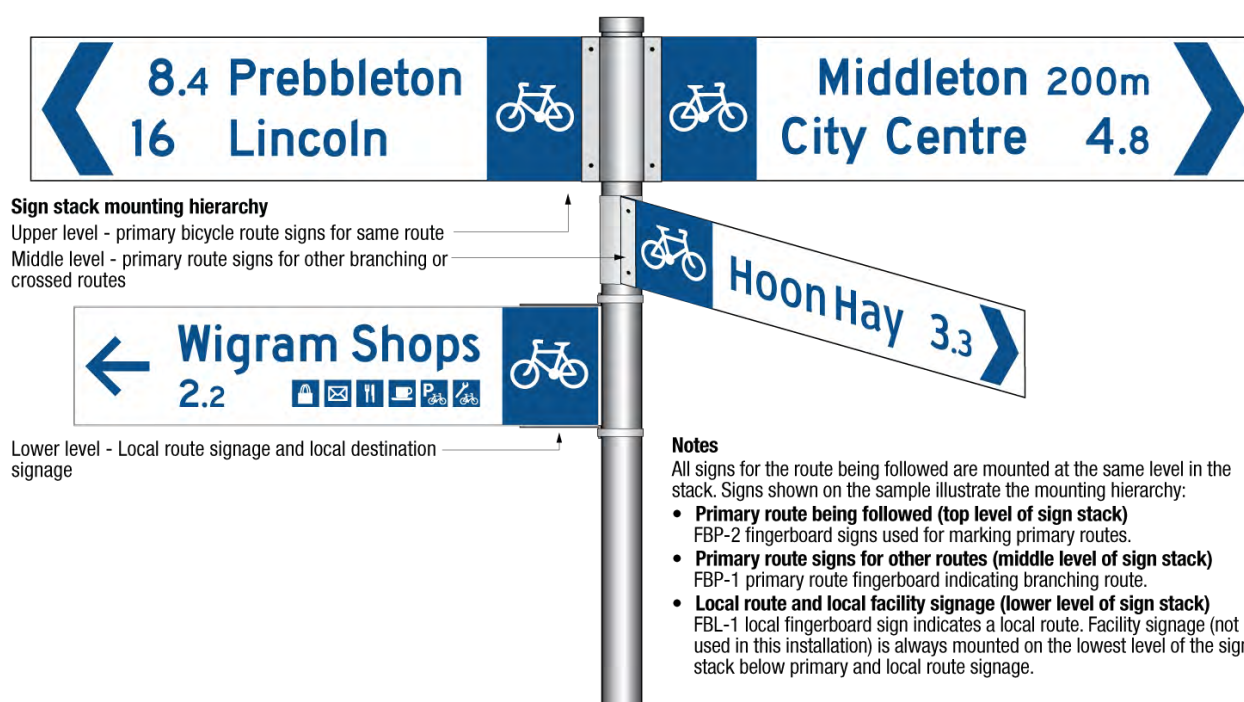 8.4 Prebbleton
16 Lincoln
Middleton 200m
City Centre 4.8
Sign stack mounting hierarchy
Upper level - primary bicycle route signs for same route
Middle level - primary route signs for other branching or
crossed routes
Hoon Hay 3.3
Wigram Shops
2.2
P
Lower level - Local route signage and local destination
signage
Notes
All signs for the route being followed are mounted at the same level in the
stack. Signs shown on the sample illustrate the mounting hierarchy:
• Primary route being followed (top level of sign stack)
FBP-2 fingerboard signs used for marking primary routes.
• Primary route signs for other routes (middle level of sign stack)
FBP-1 primary route fingerboard indicating branching route.
• Local route and local facility signage (lower level of sign stack)
FBL-1 local fingerboard sign indicates a local route. Facility signage (not
used in this installation) is always mounted on the lowest level of the sign
stack below primary and local route signage.